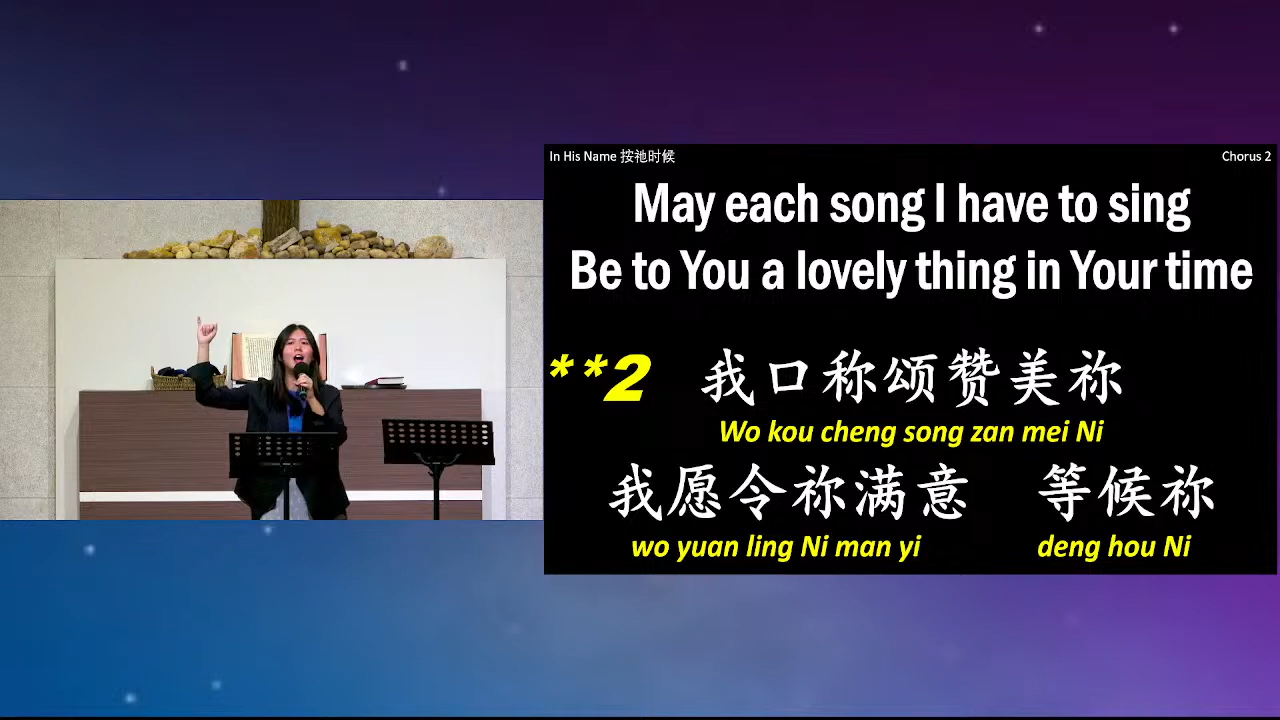 In His Name 按祂时候
Chorus 2
May each song I have to sing
Be to You a lovely thing in Your time
**2
我口称颂赞美祢
Wo kou cheng song zan mei Ni
我愿令祢满意 等候祢
wo yuan ling Ni man yi deng hou Ni